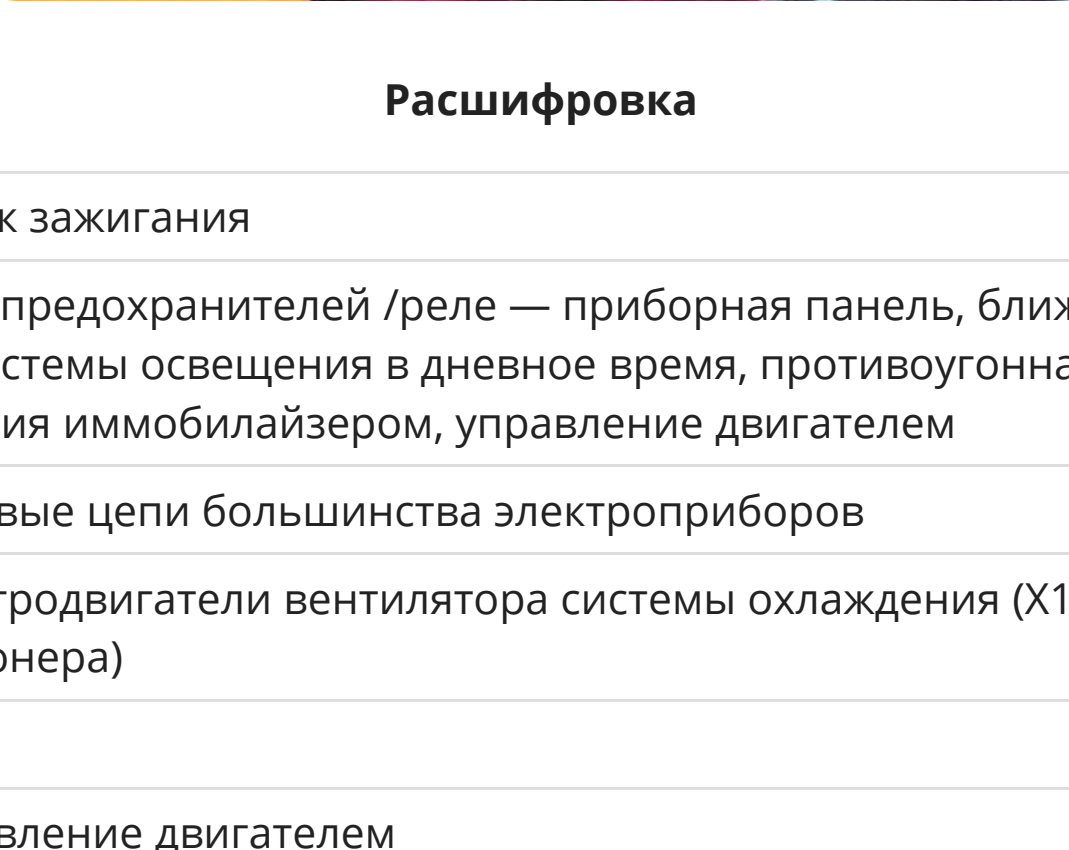 Расшифровка
к зажигания
предохранителей /реле — приборная панель, ближ
стемы освещения в дневное время, противоугонна
ия иммобилайзером, управление двигателем
вые цепи большинства электроприборов
тродвигатели вентилятора системы охлаждения (X1
онера)
вление двигателем